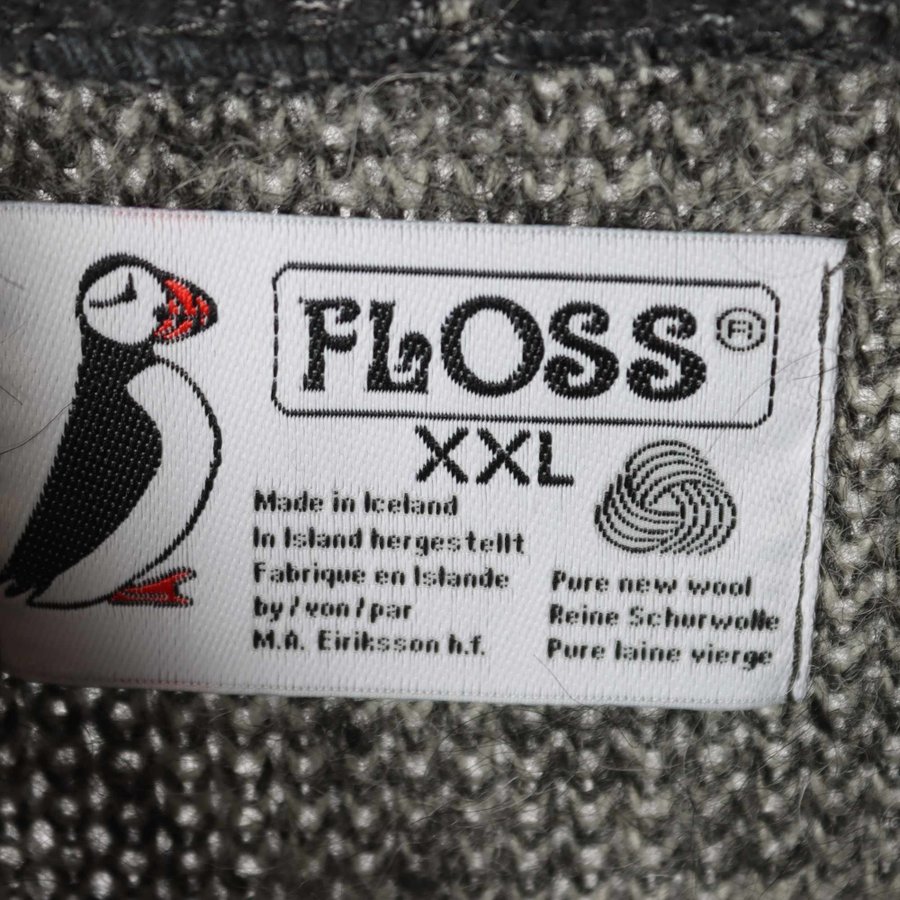 FLOSS®
XXL
Made in Iceland
In Island hergestellt
Fabrique en Islande
by/von/par
M.A. Eiriksson h.f.
Pure new wool
Reine Schurwolle
Pure laine vierge